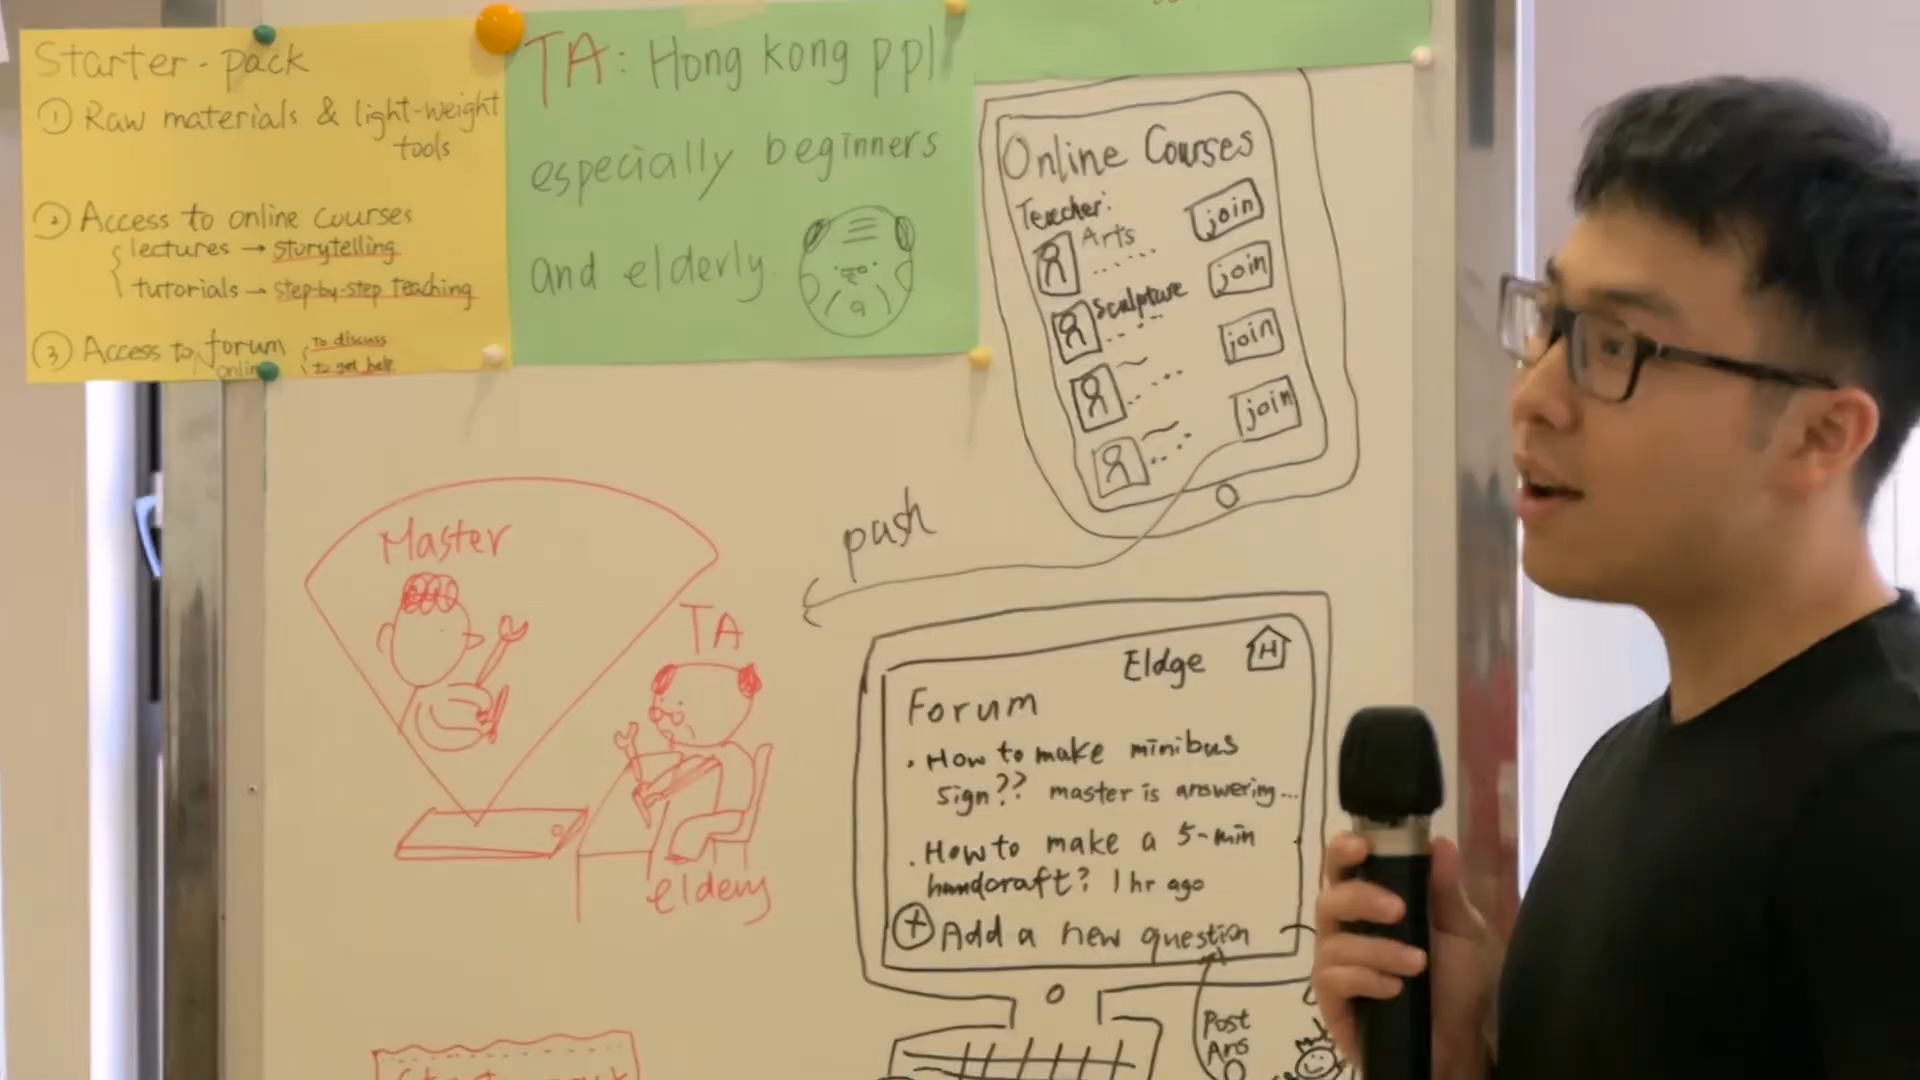 Starter-pack
① Raw materials & light-weight
tools
② Access to online courses
lectures → storytelling
tutorials → step-by-step teaching
③ Access to forum
online
to discuss
to get help
TA: Hong kong ppl
especially beginners
and elderly
Online Courses
Teacher:
Arts
join
Sculpture
join
join
join
push
Master
TA
elderly
Eldge
H
Forum
• How to make minibus
sign?? master is answering...
• How to make a 5-min
handcraft? 1 hr ago
+ Add a new question
Post
Ans